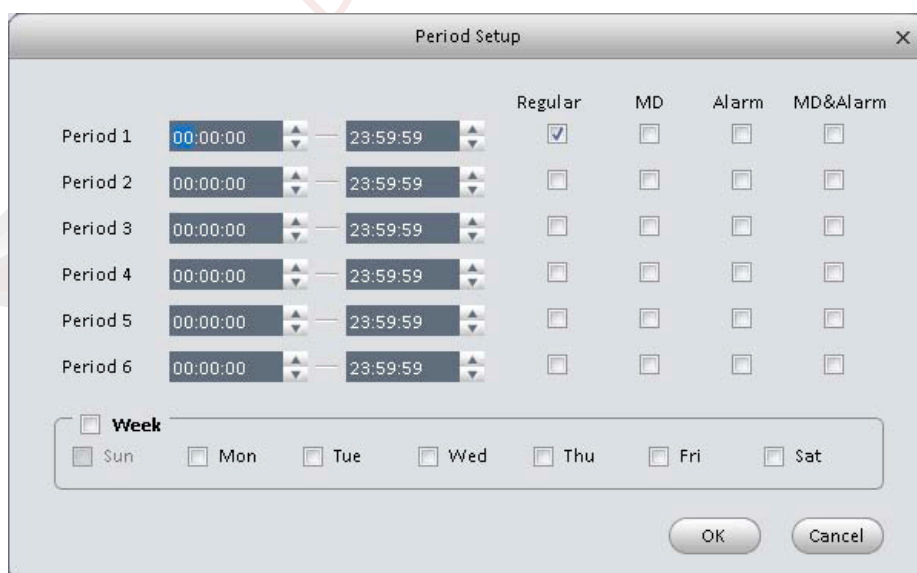 Period Setup
Regular MD Alarm MD&Alarm
Period 1 00:00:00 23:59:59
Period 2 00:00:00 23:59:59
Period 3 00:00:00 23:59:59
Period 4 00:00:00 23:59:59
Period 5 00:00:00 23:59:59
Period 6 00:00:00 23:59:59
Week
Sun Mon Tue Wed Thu Fri Sat
OK Cancel